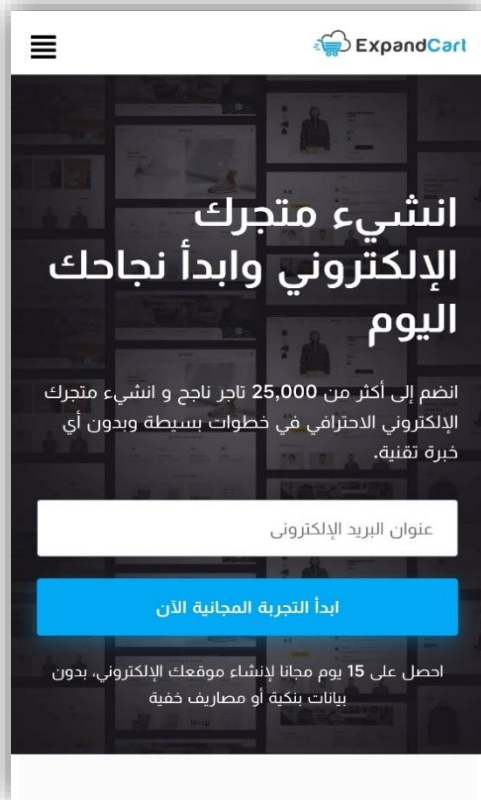 ExpandCart
انشيء متجرك
الإلكتروني وابدأ نجاحك
اليوم
انضم إلى أكثر من 25,000 تاجر ناجح و انشيء متجرك
الإلكتروني الاحترافي في خطوات بسيطة وبدون أي
خبرة تقنية.
عنوان البريد الإلكترونى
ابدأ التجربة المجانية الآن
احصل على 15 يوم مجانا لإنشاء موقعك الإلكتروني، بدون
بيانات بنكية أو مصاريف خفية